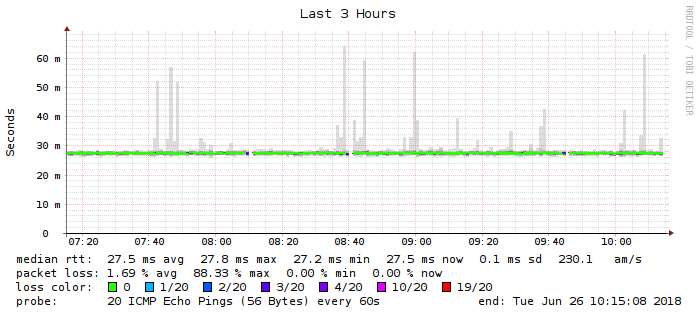 Last 3 Hours
RRDTOOL / TOBI OETIKER
Seconds
60 m
50 m
40 m
30 m
20 m
10 m
0
07:20 07:40 08:00 08:20 08:40 09:00 09:20 09:40 10:00
median rtt: 27.5 ms avg 27.8 ms max 27.2 ms min 27.5 ms now 0.1 ms sd 230.1 am/s
packet loss: 1.69 % avg 88.33 % max 0.00 % min 0.00 % now
loss color: 0 1/20 2/20 3/20 4/20 10/20 19/20
probe: 20 ICMP Echo Pings (56 Bytes) every 60s end: Tue Jun 26 10:15:08 2018